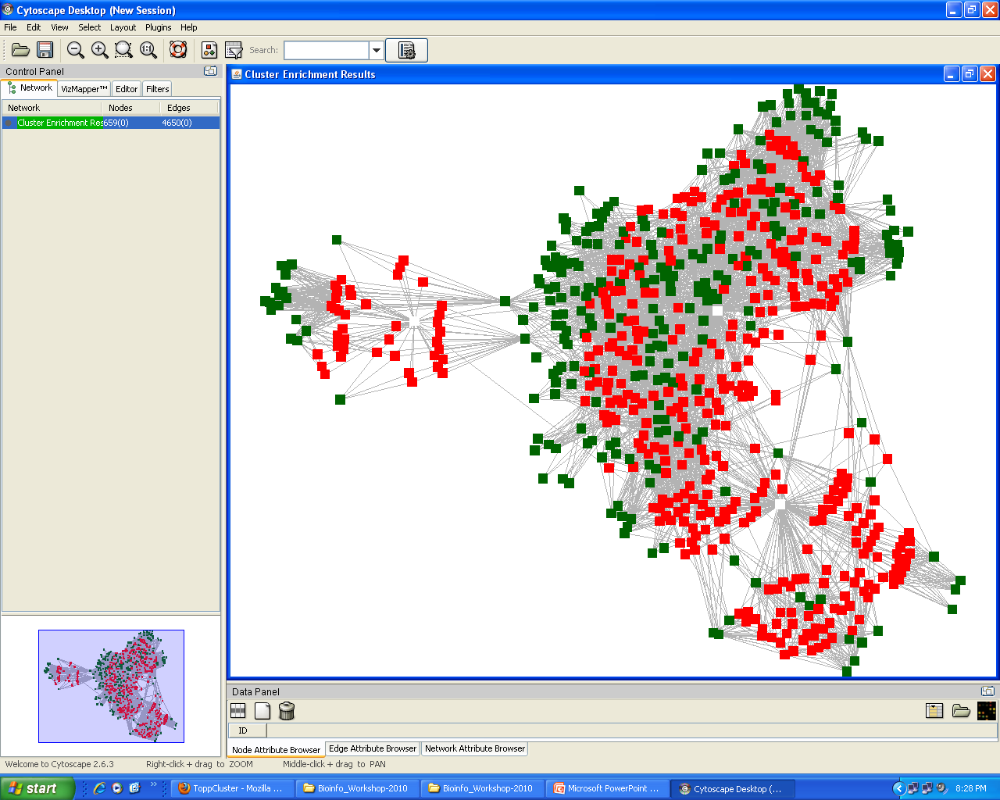 Cytoscape Desktop (New Session)
File Edit View Select Layout Plugins Help
1:1 Search:
Control Panel
Network VizMapper™ Editor Filters
Network Nodes Edges
Cluster Enrichment Res 659(0) 4650(0)
Cluster Enrichment Results
Data Panel
ID
Node Attribute Browser Edge Attribute Browser Network Attribute Browser
Welcome to Cytoscape 2.6.3 Right-click + drag to ZOOM Middle-click + drag to PAN
start ToppCluster - Mozilla ... Bioinfo_Workshop-2010 Bioinfo_Workshop-2010 Microsoft PowerPoint ... Cytoscape Desktop (... 8:28 PM